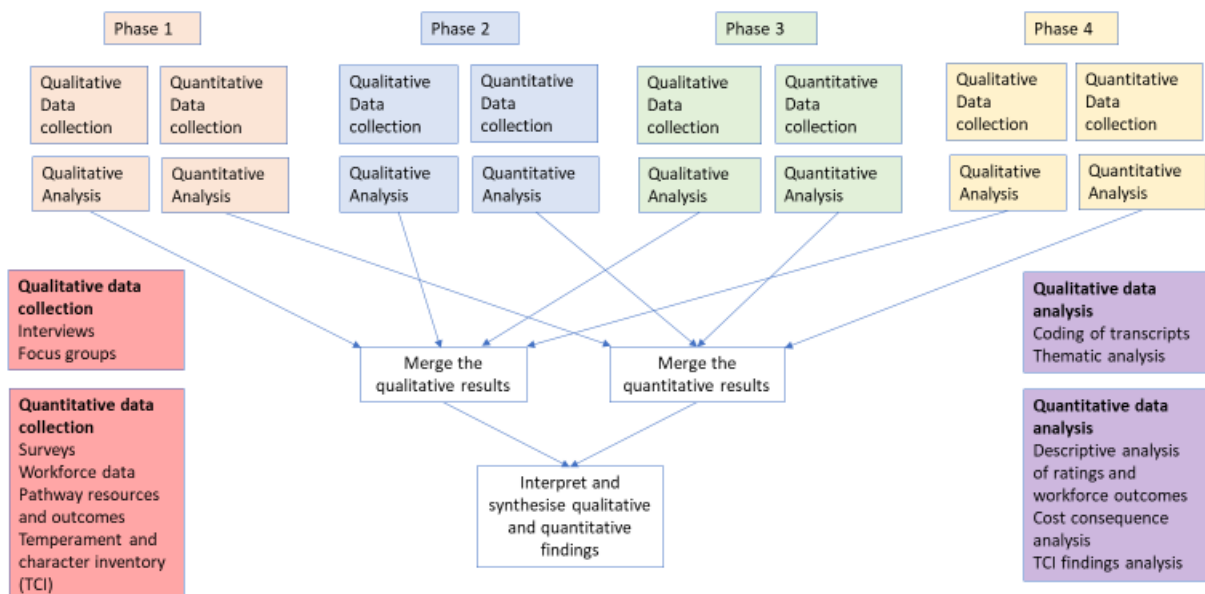 Phase 1
Phase 2
Phase 3
Phase 4
Qualitative
Data
collection
Quantitative
Data
collection
Qualitative
Data
collection
Quantitative
Data
collection
Qualitative
Data
collection
Quantitative
Data
collection
Qualitative
Data
collection
Quantitative
Data
collection
Qualitative
Analysis
Quantitative
Analysis
Qualitative
Analysis
Quantitative
Analysis
Qualitative
Analysis
Quantitative
Analysis
Qualitative
Analysis
Quantitative
Analysis
Qualitative data
collection
Interviews
Focus groups
Qualitative data
analysis
Coding of transcripts
Thematic analysis
Merge the
qualitative results
Merge the
quantitative results
Quantitative data
collection
Surveys
Workforce data
Pathway resources
and outcomes
Temperament and
character inventory
(TCI)
Quantitative data
analysis
Descriptive analysis
of ratings and
workforce outcomes
Cost consequence
analysis
TCI findings analysis
Interpret and
synthesise qualitative
and quantitative
findings